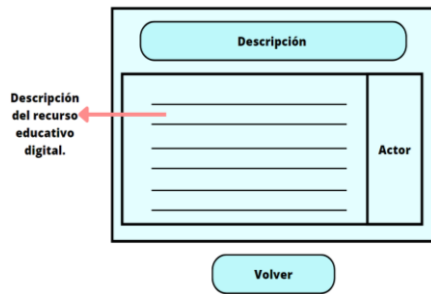 Descripción
Descripción
del recurso
educativo
digital.
Actor
Volver